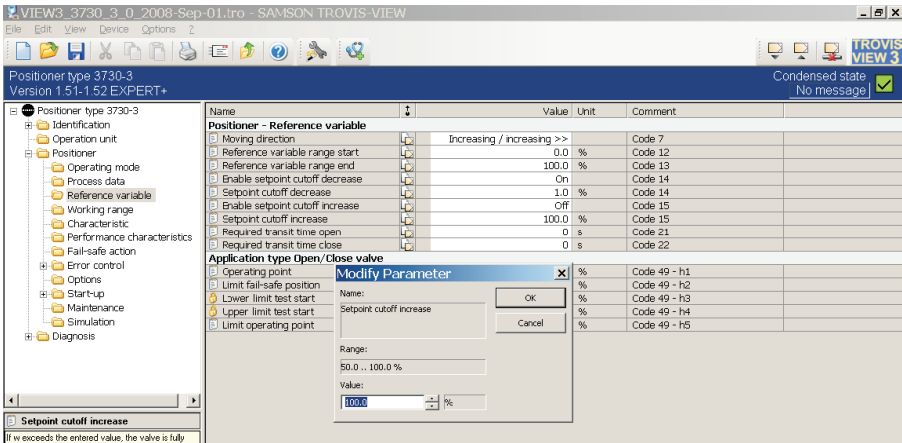 VIEW3_3730_3_0_2008-Sep-01.tro - SAMSON TROVIS-VIEW
File Edit View Device Options ?
TROVIS
VIEW 3
Positioner type 3730-3
Version 1.51-1.52 EXPERT+
Condensed state
No message
Positioner type 3730-3
Identification
Operation unit
Positioner
Operating mode
Process data
Reference variable
Working range
Characteristic
Performance characteristics
Fail-safe action
Error control
Options
Start-up
Maintenance
Simulation
Diagnosis
Name Value Unit Comment
Positioner - Reference variable
Moving direction Increasing / increasing >> Code 7
Reference variable range start 0.0 % Code 12
Reference variable range end 100.0 % Code 13
Enable setpoint cutoff decrease On Code 14
Setpoint cutoff decrease 1.0 % Code 14
Enable setpoint cutoff increase Off Code 15
Setpoint cutoff increase 100.0 % Code 15
Required transit time open 0 s Code 21
Required transit time close 0 s Code 22
Application type Open/Close valve
Operating point % Code 49 - h1
Limit fail-safe position % Code 49 - h2
Lower limit test start % Code 49 - h3
Upper limit test start % Code 49 - h4
Limit operating point % Code 49 - h5
Modify Parameter
Name:
Setpoint cutoff increase
OK
Cancel
Range:
50.0 .. 100.0 %
Value:
100.0 %
Setpoint cutoff increase
If w exceeds the entered value, the valve is fully